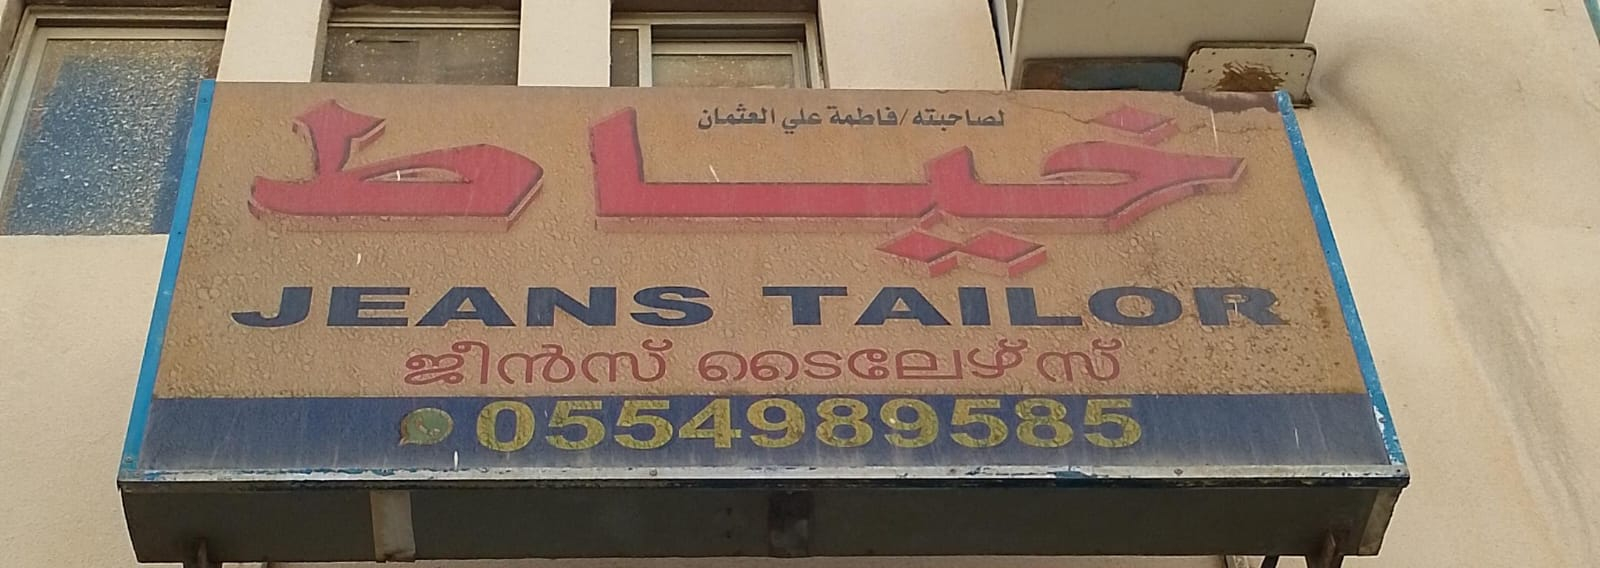 لصاحبته/فاطمة علي العثمان
خياط
JEANS TAILOR
ജീൻസ് ടൈലേഴ്സ്
0554989585